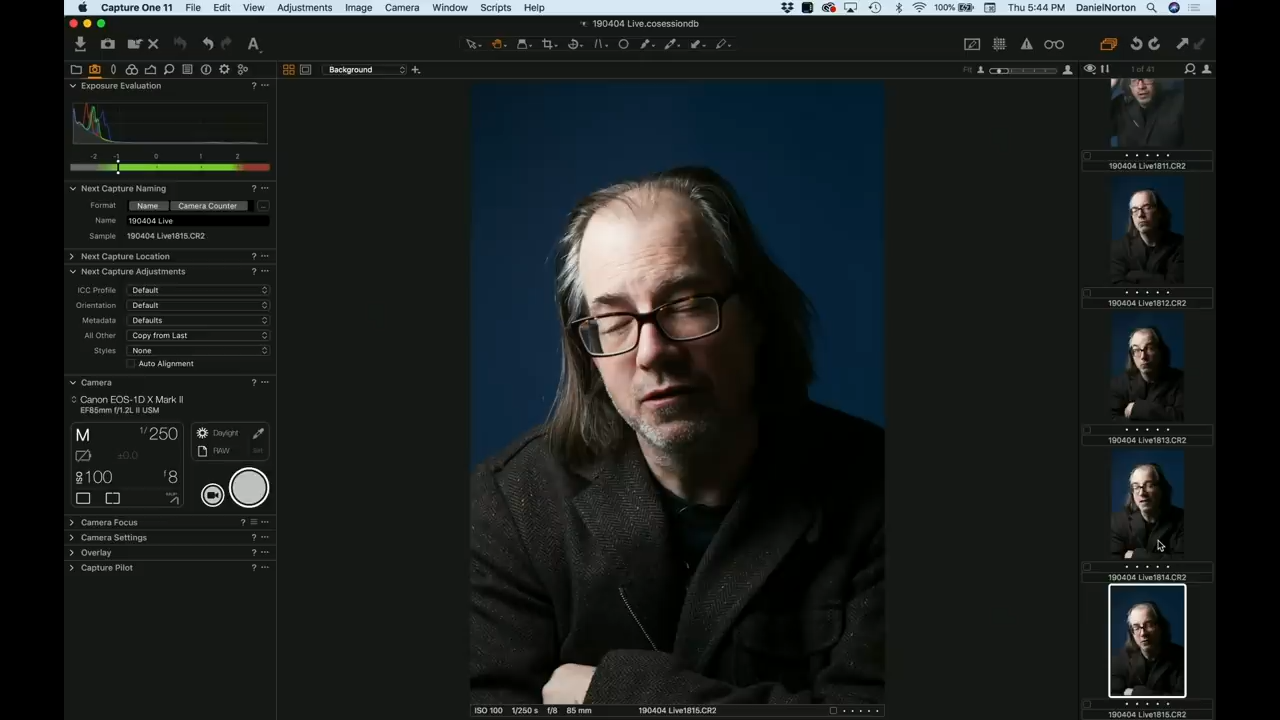 Capture One 11 File Edit View Adjustments Image Camera Window Scripts Help 100% Thu 5:44 PM DanielNorton
190404 Live.cosessiondb
Background
Fit
1 of 41
Exposure Evaluation
-2 -1 0 1 2
Next Capture Naming
Format Name Camera Counter
Name 190404 Live
Sample 190404 Live1815.CR2
Next Capture Location
Next Capture Adjustments
ICC Profile Default
Orientation Default
Metadata Defaults
All Other Copy from Last
Styles None
Auto Alignment
Camera
Canon EOS-1D X Mark II
EF85mm f/1.2L II USM
M 1/250 Daylight
±0.0 RAW
ISO 100 f 8
Camera Focus
Camera Settings
Overlay
Capture Pilot
ISO 100 1/250 s f/8 85 mm 190404 Live1815.CR2
190404 Live1811.CR2
190404 Live1812.CR2
190404 Live1813.CR2
190404 Live1814.CR2
190404 Live1815.CR2